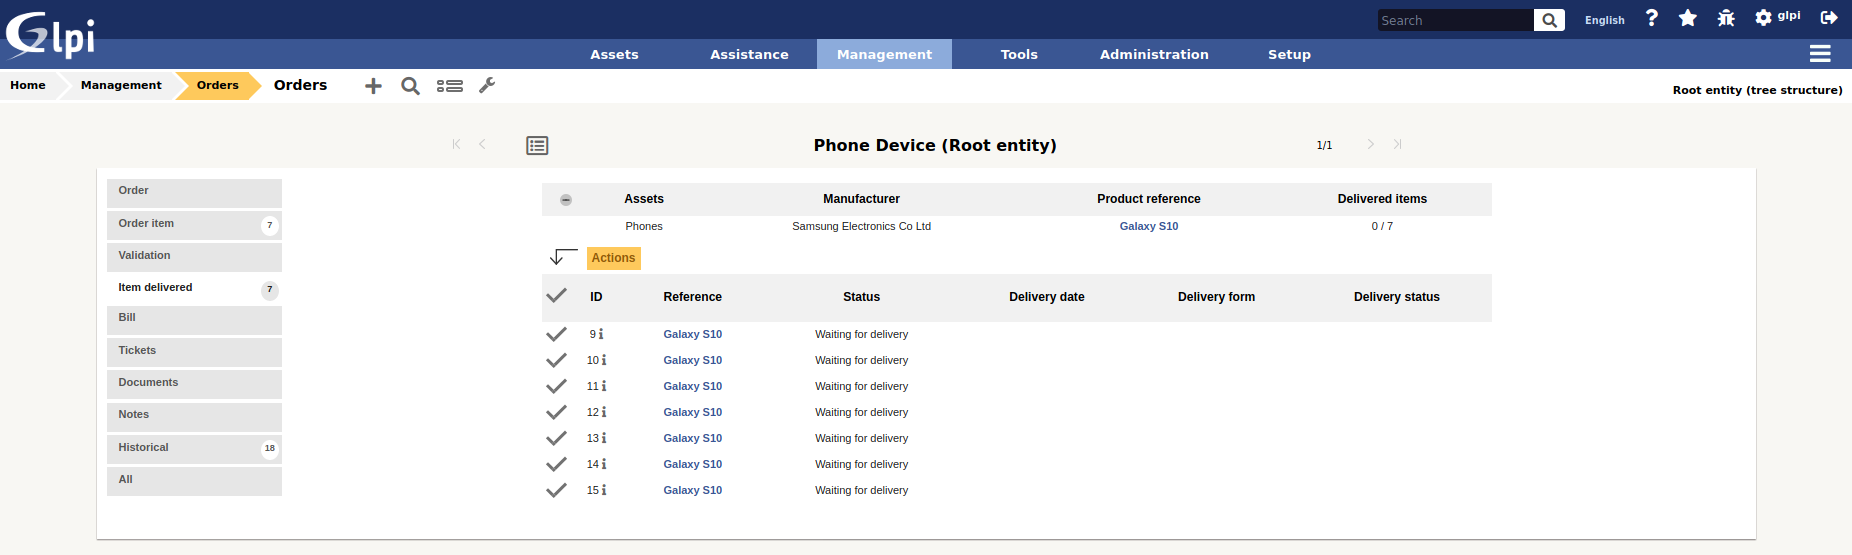 Glpi
Search
English
glpi
Assets Assistance Management Tools Administration Setup
Home Management Orders Orders
Root entity (tree structure)
Phone Device (Root entity)
1/1
Order
Order item 7
Validation
Item delivered 7
Bill
Tickets
Documents
Notes
Historical 18
All
Assets Manufacturer Product reference Delivered items
Phones Samsung Electronics Co Ltd Galaxy S10 0 / 7
Actions
ID Reference Status Delivery date Delivery form Delivery status
9 Galaxy S10 Waiting for delivery
10 Galaxy S10 Waiting for delivery
11 Galaxy S10 Waiting for delivery
12 Galaxy S10 Waiting for delivery
13 Galaxy S10 Waiting for delivery
14 Galaxy S10 Waiting for delivery
15 Galaxy S10 Waiting for delivery